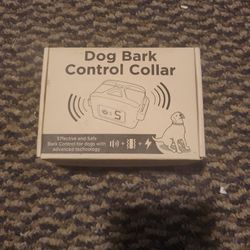 Dog Bark
Control Collar
5
Effective and Safe
Bark Control for dogs with
advanced technology
+ +